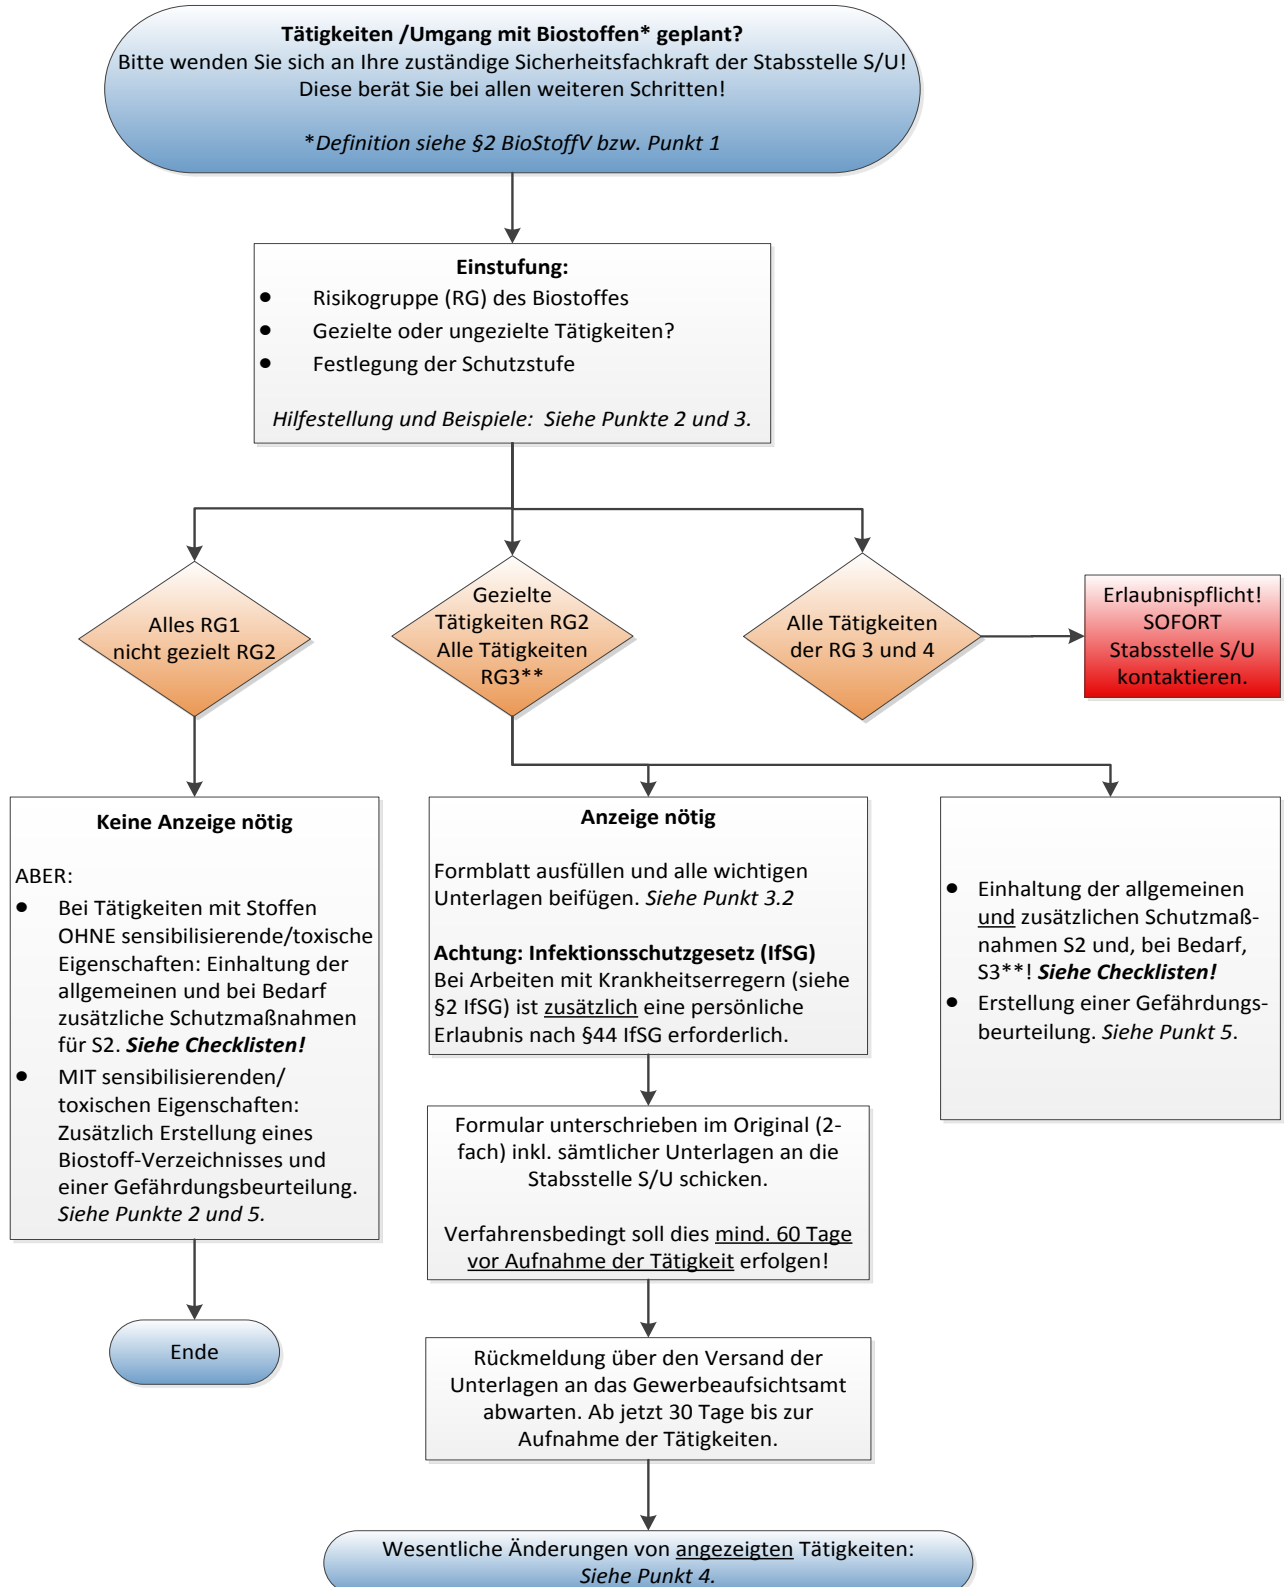 Tätigkeiten /Umgang mit Biostoffen* geplant?
Bitte wenden Sie sich an Ihre zuständige Sicherheitsfachkraft der Stabsstelle S/U!
Diese berät Sie bei allen weiteren Schritten!
*Definition siehe §2 BioStoffV bzw. Punkt 1
Einstufung:
● Risikogruppe (RG) des Biostoffes
● Gezielte oder ungezielte Tätigkeiten?
● Festlegung der Schutzstufe
Hilfestellung und Beispiele: Siehe Punkte 2 und 3.
Alles RG1
nicht gezielt RG2
Gezielte
Tätigkeiten RG2
Alle Tätigkeiten
RG3**
Alle Tätigkeiten
der RG 3 und 4
Erlaubnispflicht!
SOFORT
Stabsstelle S/U
kontaktieren.
Keine Anzeige nötig
ABER:
● Bei Tätigkeiten mit Stoffen
OHNE sensibilisierende/toxische
Eigenschaften: Einhaltung der
allgemeinen und bei Bedarf
zusätzliche Schutzmaßnahmen
für S2. Siehe Checklisten!
● MIT sensibilisierenden/
toxischen Eigenschaften:
Zusätzlich Erstellung eines
Biostoff-Verzeichnisses und
einer Gefährdungsbeurteilung.
Siehe Punkte 2 und 5.
Ende
Anzeige nötig
Formblatt ausfüllen und alle wichtigen
Unterlagen beifügen. Siehe Punkt 3.2
Achtung: Infektionsschutzgesetz (IfSG)
Bei Arbeiten mit Krankheitserregern (siehe
§2 IfSG) ist zusätzlich eine persönliche
Erlaubnis nach §44 IfSG erforderlich.
● Einhaltung der allgemeinen
und zusätzlichen Schutzmaß-
nahmen S2 und, bei Bedarf,
S3**! Siehe Checklisten!
● Erstellung einer Gefährdungs-
beurteilung. Siehe Punkt 5.
Formular unterschrieben im Original (2-
fach) inkl. sämtlicher Unterlagen an die
Stabsstelle S/U schicken.
Verfahrensbedingt soll dies mind. 60 Tage
vor Aufnahme der Tätigkeit erfolgen!
Rückmeldung über den Versand der
Unterlagen an das Gewerbeaufsichtsamt
abwarten. Ab jetzt 30 Tage bis zur
Aufnahme der Tätigkeiten.
Wesentliche Änderungen von angezeigten Tätigkeiten:
Siehe Punkt 4.